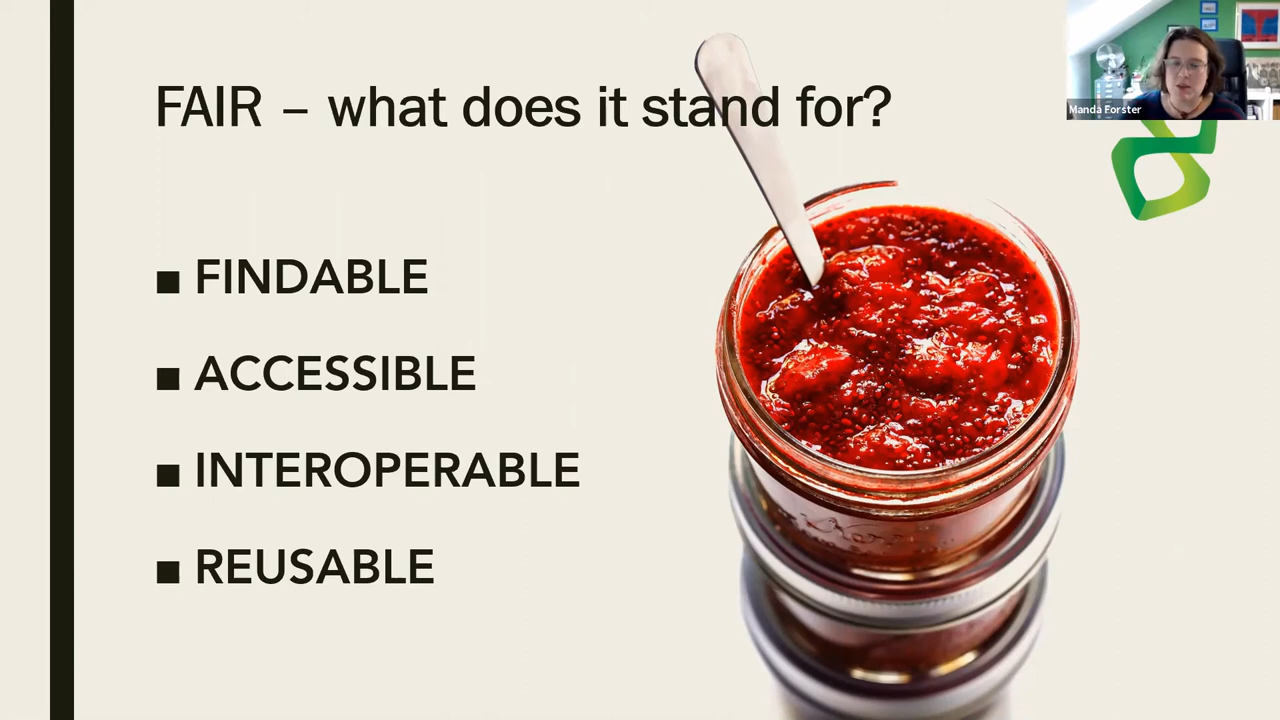 FAIR – what does it stand for?
Manda Forster
■ FINDABLE
■ ACCESSIBLE
■ INTEROPERABLE
■ REUSABLE